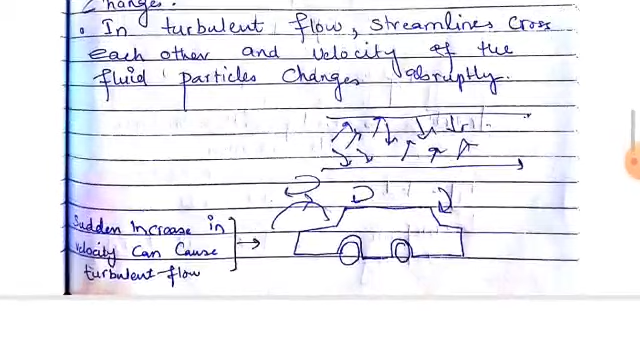 Changes.
• In turbulent flow, streamlines cross
each other and velocity of the
fluid particles changes abruptly.
Sudden Increase in
velocity can cause
turbulent flow